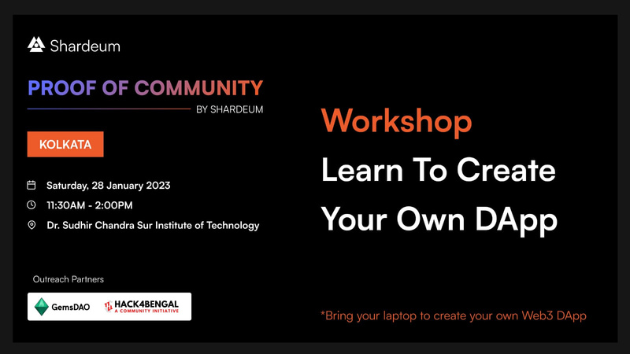 Shardeum
PROOF OF COMMUNITY
BY SHARDEUM
KOLKATA
Saturday, 28 January 2023
11:30AM - 2:00PM
Dr. Sudhir Chandra Sur Institute of Technology
Outreach Partners
GemsDAO
HACK4BENGAL
A COMMUNITY INITIATIVE
Workshop
Learn To Create
Your Own DApp
*Bring your laptop to create your own Web3 DApp